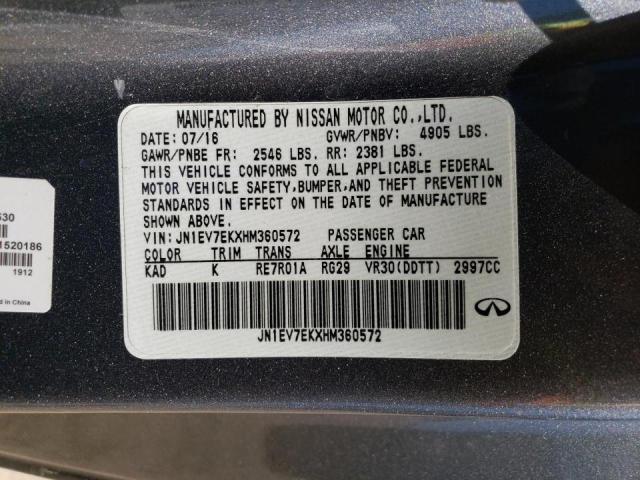 MANUFACTURED BY NISSAN MOTOR CO.,LTD.
DATE: 07/16 GVWR/PNBV: 4905 LBS.
GAWR/PNBE FR: 2546 LBS. RR: 2381 LBS.
THIS VEHICLE CONFORMS TO ALL APPLICABLE FEDERAL
MOTOR VEHICLE SAFETY,BUMPER,AND THEFT PREVENTION
STANDARDS IN EFFECT ON THE DATE OF MANUFACTURE
SHOWN ABOVE.
VIN: JN1EV7EKXHM360572 PASSENGER CAR
COLOR TRIM TRANS AXLE ENGINE
KAD K RE7R01A RG29 VR30(DDTT) 2997CC
JN1EV7EKXHM360572
530
1520186
1912
d in China